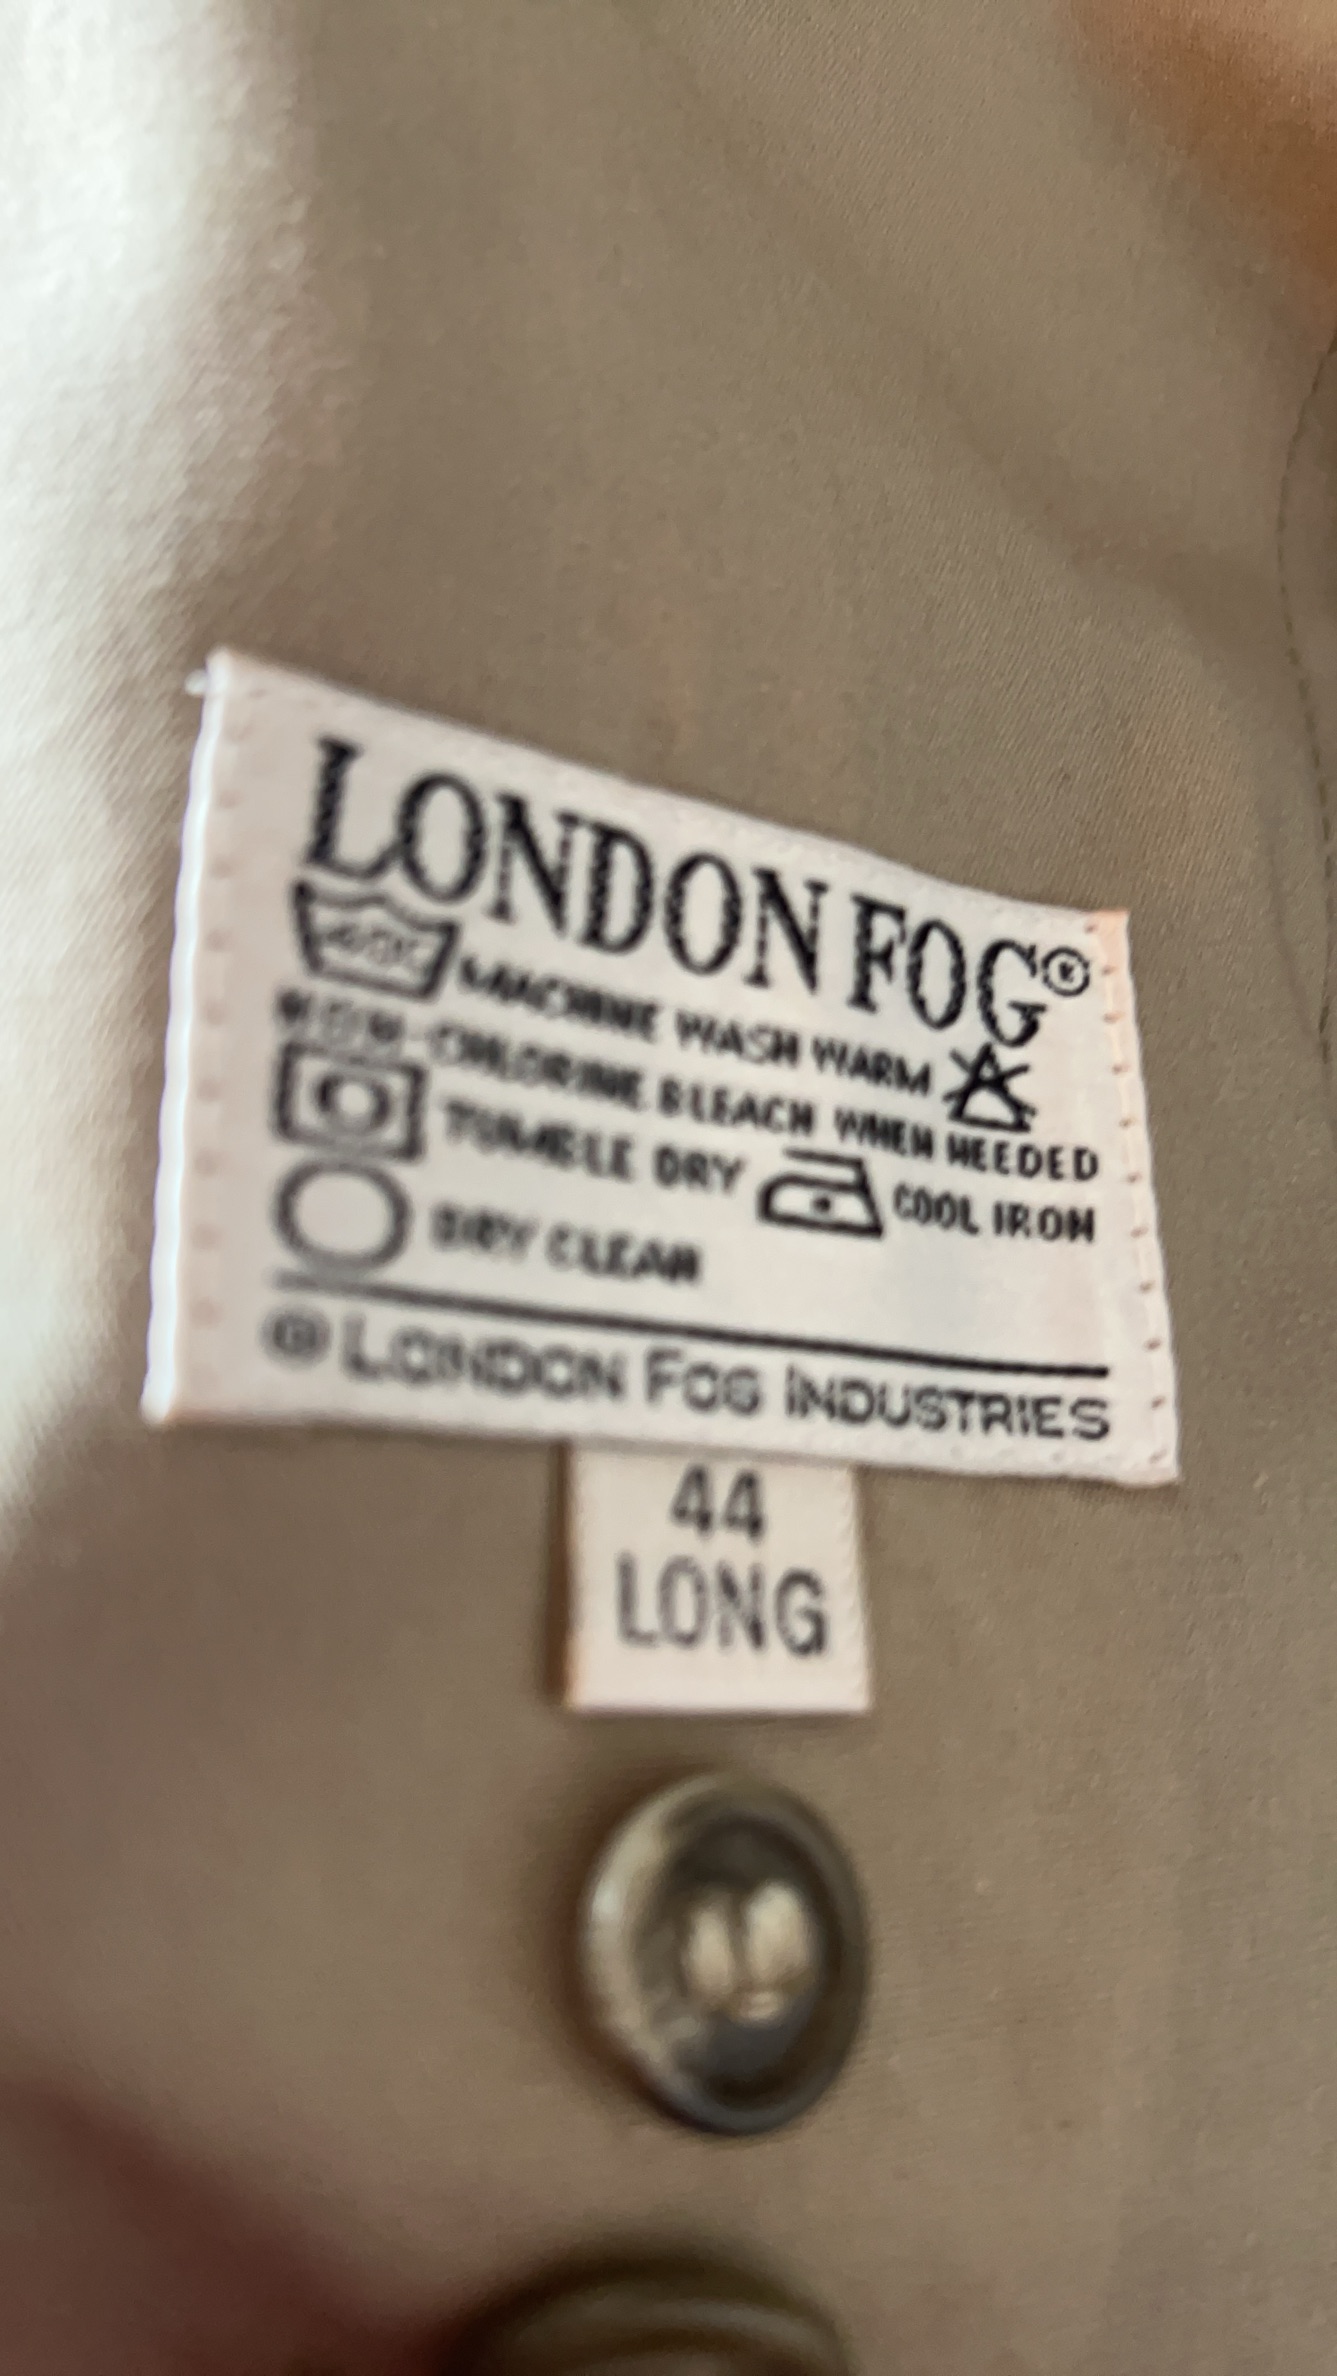 LONDON FOG®
40°C MACHINE WASH WARM
NON-CHLORINE BLEACH WHEN NEEDED
TUMBLE DRY COOL IRON
DRY CLEAN
© LONDON FOG INDUSTRIES
44
LONG